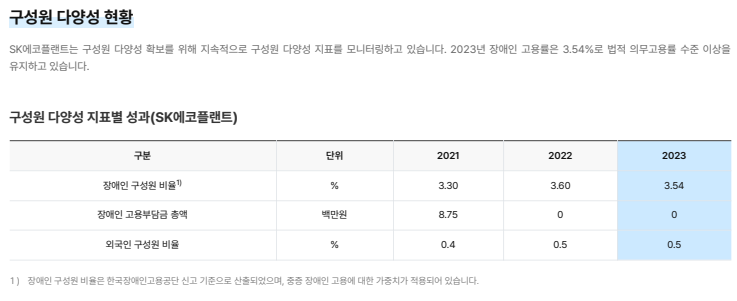 구성원 다양성 현황
SK에코플랜트는 구성원 다양성 확보를 위해 지속적으로 구성원 다양성 지표를 모니터링하고 있습니다. 2023년 장애인 고용률은 3.54%로 법적 의무고용률 수준 이상을
유지하고 있습니다.
구성원 다양성 지표별 성과(SK에코플랜트)
구분 단위 2021 2022 2023
장애인 구성원 비율1) % 3.30 3.60 3.54
장애인 고용부담금 총액 백만원 8.75 0 0
외국인 구성원 비율 % 0.4 0.5 0.5
1) 장애인 구성원 비율은 한국장애인고용공단 신고 기준으로 산출되었으며, 중증 장애인 고용에 대한 가중치가 적용되어 있습니다.